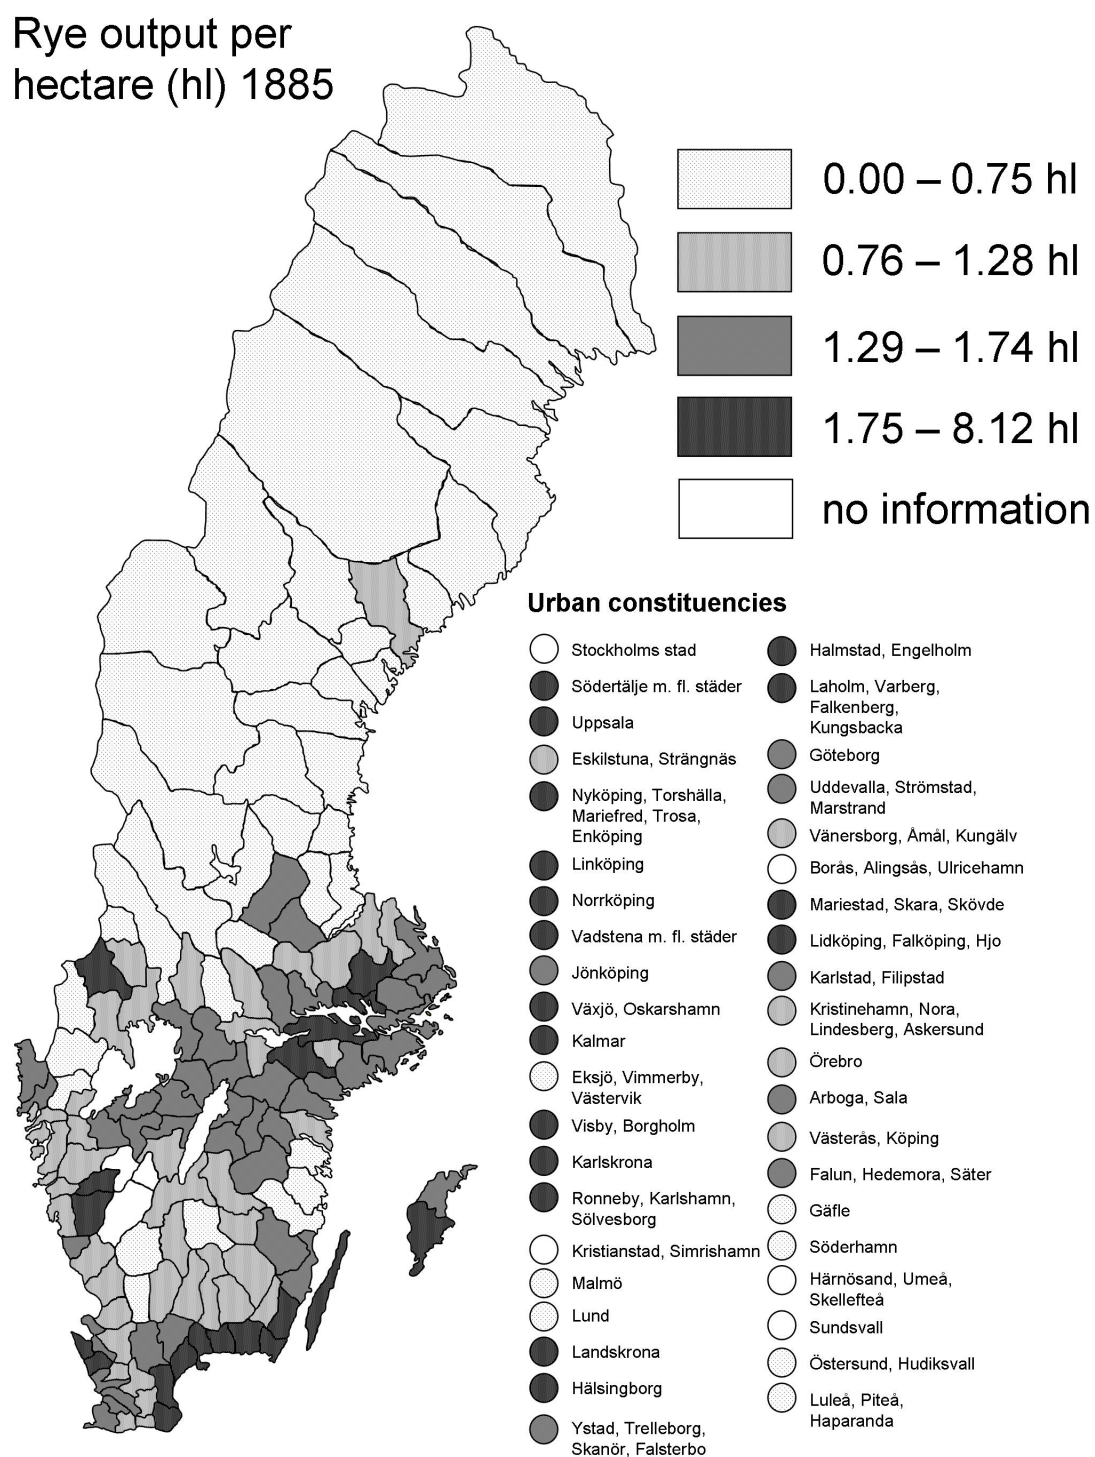 Rye output per
hectare (hl) 1885
0.00 – 0.75 hl
0.76 – 1.28 hl
1.29 – 1.74 hl
1.75 – 8.12 hl
no information
Urban constituencies
Stockholms stad
Södertälje m. fl. städer
Uppsala
Eskilstuna, Strängnäs
Nyköping, Torshälla,
Mariefred, Trosa,
Enköping
Linköping
Norrköping
Vadstena m. fl. städer
Jönköping
Växjö, Oskarshamn
Kalmar
Eksjö, Vimmerby,
Västervik
Visby, Borgholm
Karlskrona
Ronneby, Karlshamn,
Sölvesborg
Kristianstad, Simrishamn
Malmö
Lund
Landskrona
Hälsingborg
Ystad, Trelleborg,
Skanör, Falsterbo
Halmstad, Engelholm
Laholm, Varberg,
Falkenberg,
Kungsbacka
Göteborg
Uddevalla, Strömstad,
Marstrand
Vänersborg, Åmål, Kungälv
Borås, Alingsås, Ulricehamn
Mariestad, Skara, Skövde
Lidköping, Falköping, Hjo
Karlstad, Filipstad
Kristinehamn, Nora,
Lindesberg, Askersund
Örebro
Arboga, Sala
Västerås, Köping
Falun, Hedemora, Säter
Gäfle
Söderhamn
Härnösand, Umeå,
Skellefteå
Sundsvall
Östersund, Hudiksvall
Luleå, Piteå,
Haparanda